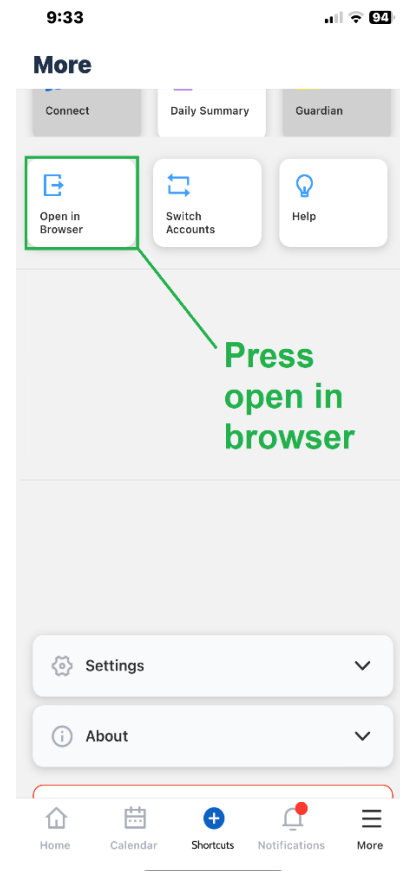 9:33
94
More
Connect
Daily Summary
Guardian
Open in
Browser
Switch
Accounts
Help
Press
open in
browser
Settings
About
Home
Calendar
Shortcuts
Notifications
More